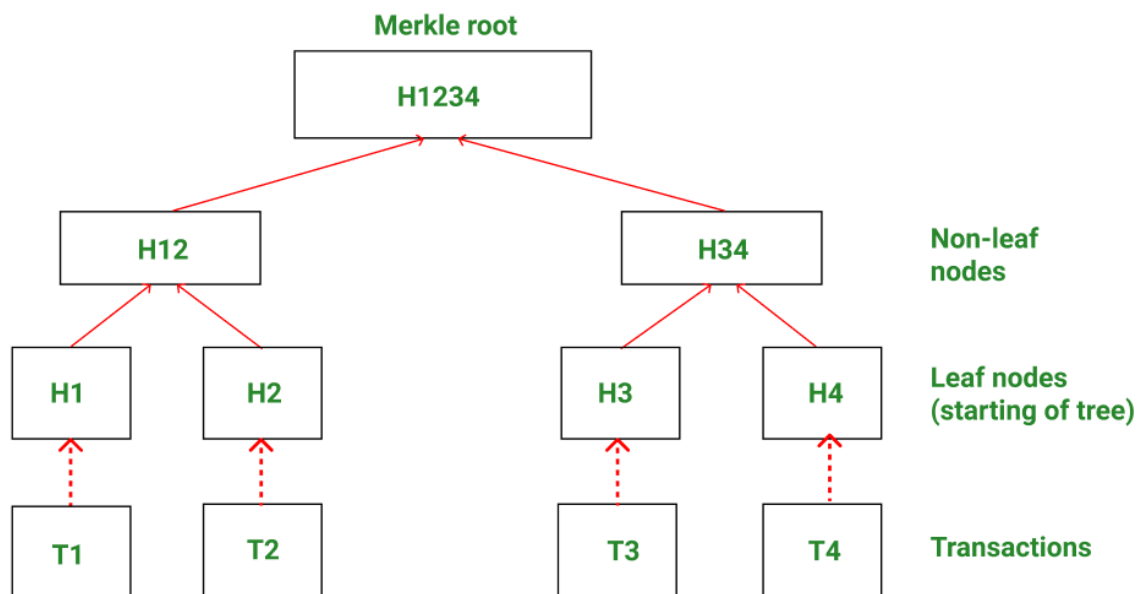 Merkle root
H1234
H12
H34
Non-leaf
nodes
H1
H2
H3
H4
Leaf nodes
(starting of tree)
T1
T2
T3
T4
Transactions